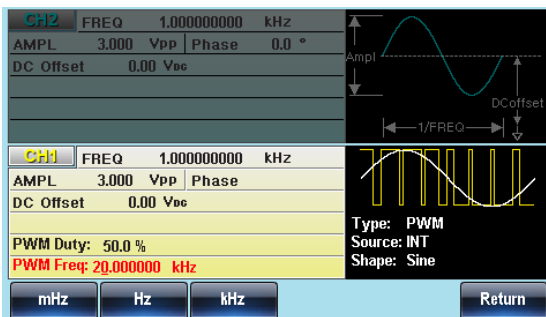 CH2 FREQ 1.000000000 kHz
AMPL 3.000 Vpp Phase 0.0 °
DC Offset 0.00 VDC
Ampl
DCoffset
1/FREQ
CH1 FREQ 1.000000000 kHz
AMPL 3.000 Vpp Phase
DC Offset 0.00 VDC
PWM Duty: 50.0 %
PWM Freq: 20.000000 kHz
Type: PWM
Source: INT
Shape: Sine
mHz Hz kHz Return